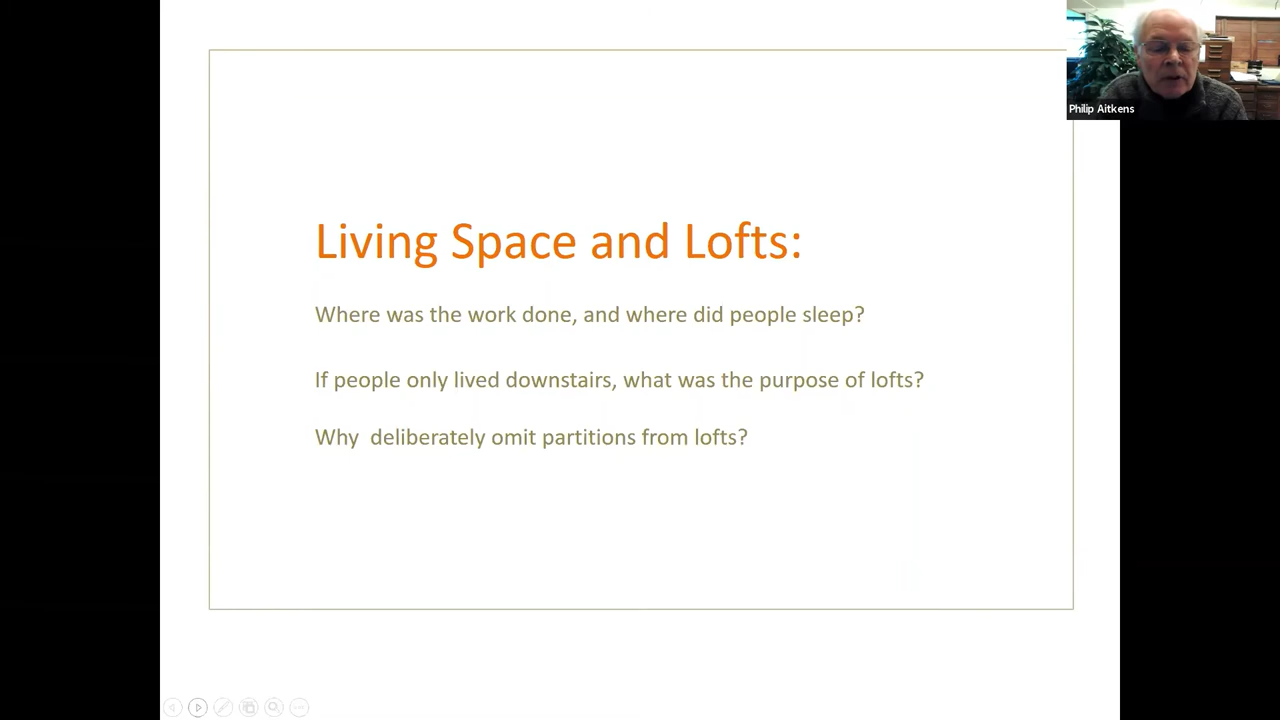 Philip Aitkens
Living Space and Lofts:
Where was the work done, and where did people sleep?
If people only lived downstairs, what was the purpose of lofts?
Why  deliberately omit partitions from lofts?